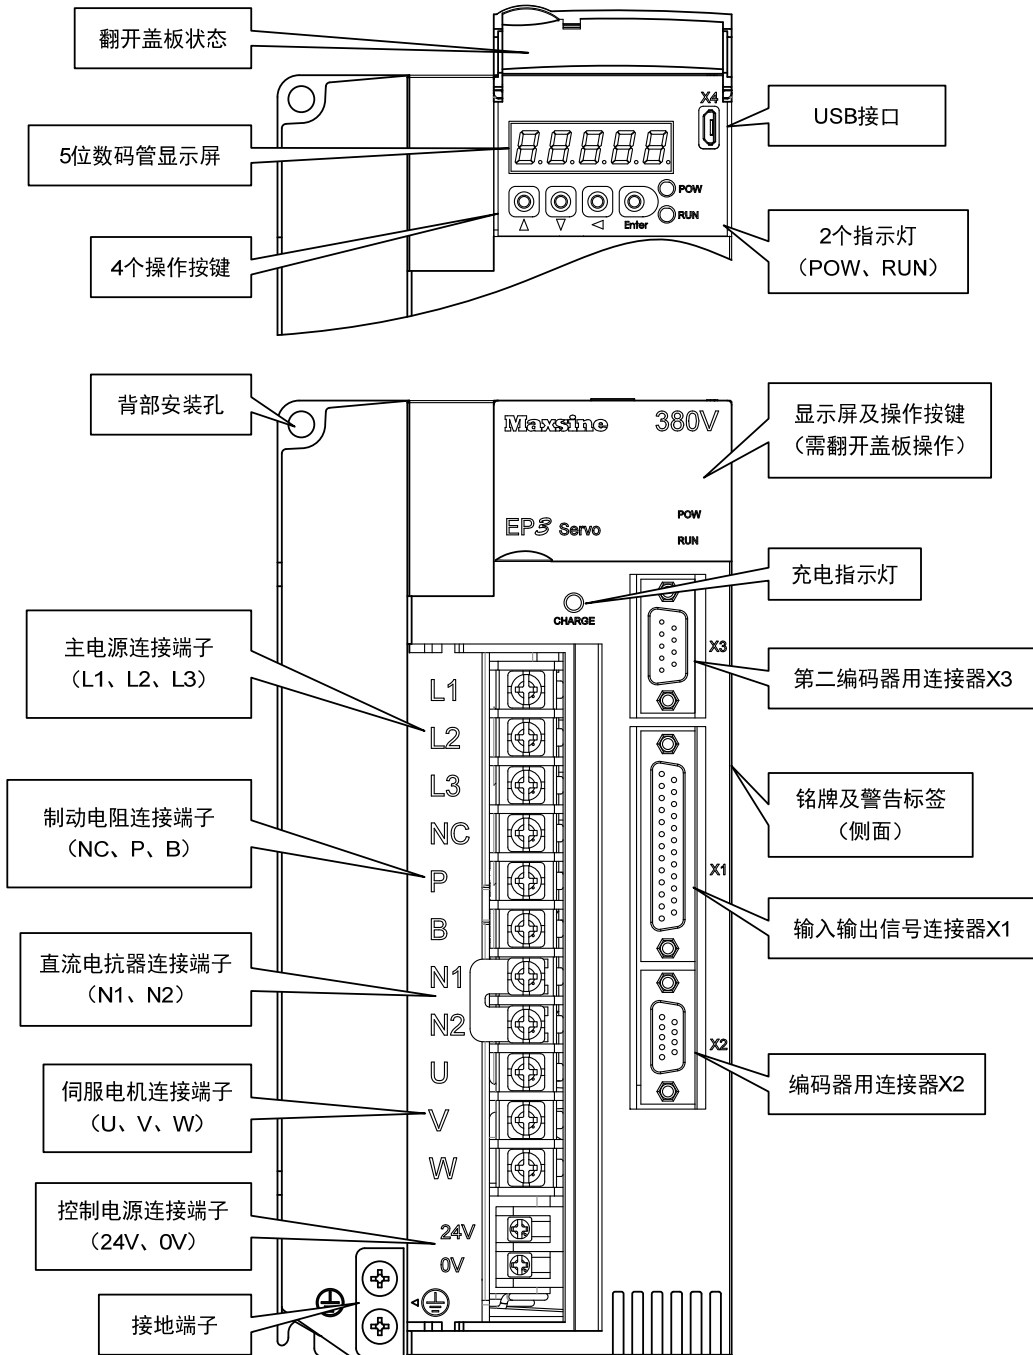 翻开盖板状态
X4
USB接口
5位数码管显示屏
8.8.8.8.8
POW
RUN
Enter
2个指示灯
（POW、RUN）
4个操作按键
背部安装孔
Maxsine 380V
显示屏及操作按键
（需翻开盖板操作）
POW
EP3 Servo
RUN
充电指示灯
CHARGE
主电源连接端子
（L1、L2、L3）
X3
第二编码器用连接器X3
L1
L2
L3
NC
P
B
N1
N2
U
V
W
24V
0V
制动电阻连接端子
（NC、P、B）
铭牌及警告标签
（侧面）
X1
输入输出信号连接器X1
直流电抗器连接端子
（N1、N2）
X2
编码器用连接器X2
伺服电机连接端子
（U、V、W）
控制电源连接端子
（24V、0V）
接地端子